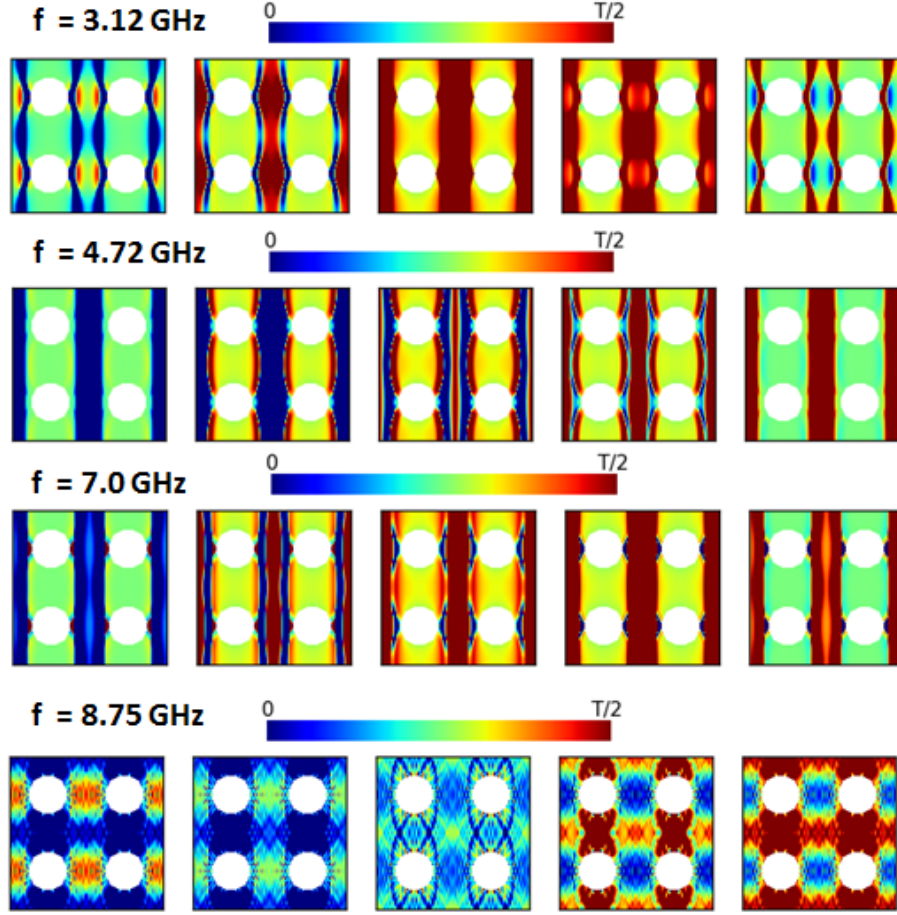 f = 3.12 GHz
0 T/2
f = 4.72 GHz
0 T/2
f = 7.0 GHz
0 T/2
f = 8.75 GHz
0 T/2